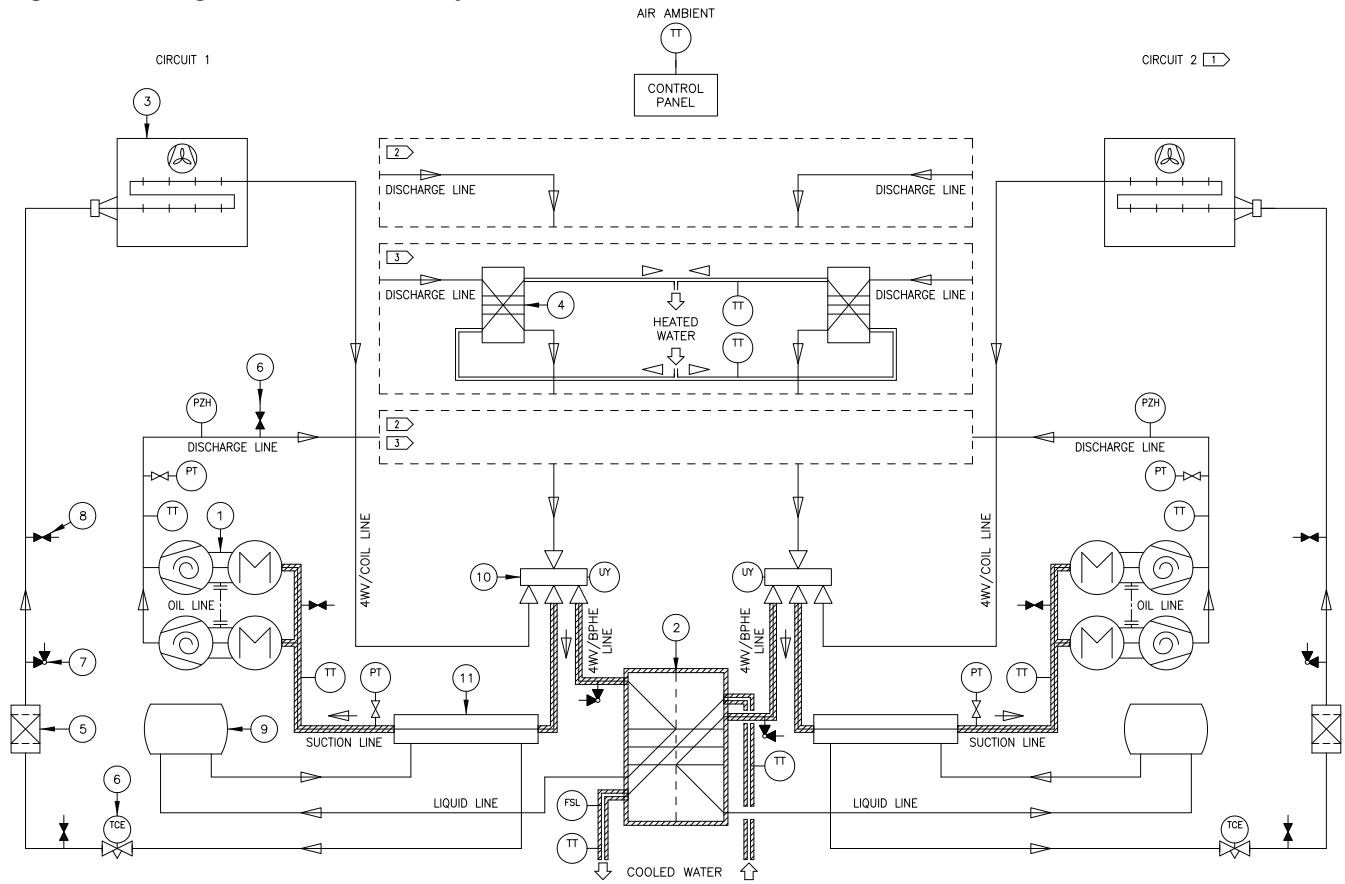 AIR AMBIENT
TT
CIRCUIT 1
CIRCUIT 2 1
CONTROL
PANEL
3
2
DISCHARGE LINE
DISCHARGE LINE
3
DISCHARGE LINE
DISCHARGE LINE
4
TT
HEATED
WATER
TT
6
PZH
DISCHARGE LINE
2
3
PZH
DISCHARGE LINE
PT
PT
TT
TT
8
1
4WV/COIL LINE
4WV/COIL LINE
10
UY
UY
OIL LINE
OIL LINE
4WV/BPHE
LINE
2
4WV/BPHE
LINE
7
TT
PT
11
PT
TT
5
9
SUCTION LINE
SUCTION LINE
TT
6
LIQUID LINE
FSL
LIQUID LINE
TCE
TCE
TT
COOLED WATER